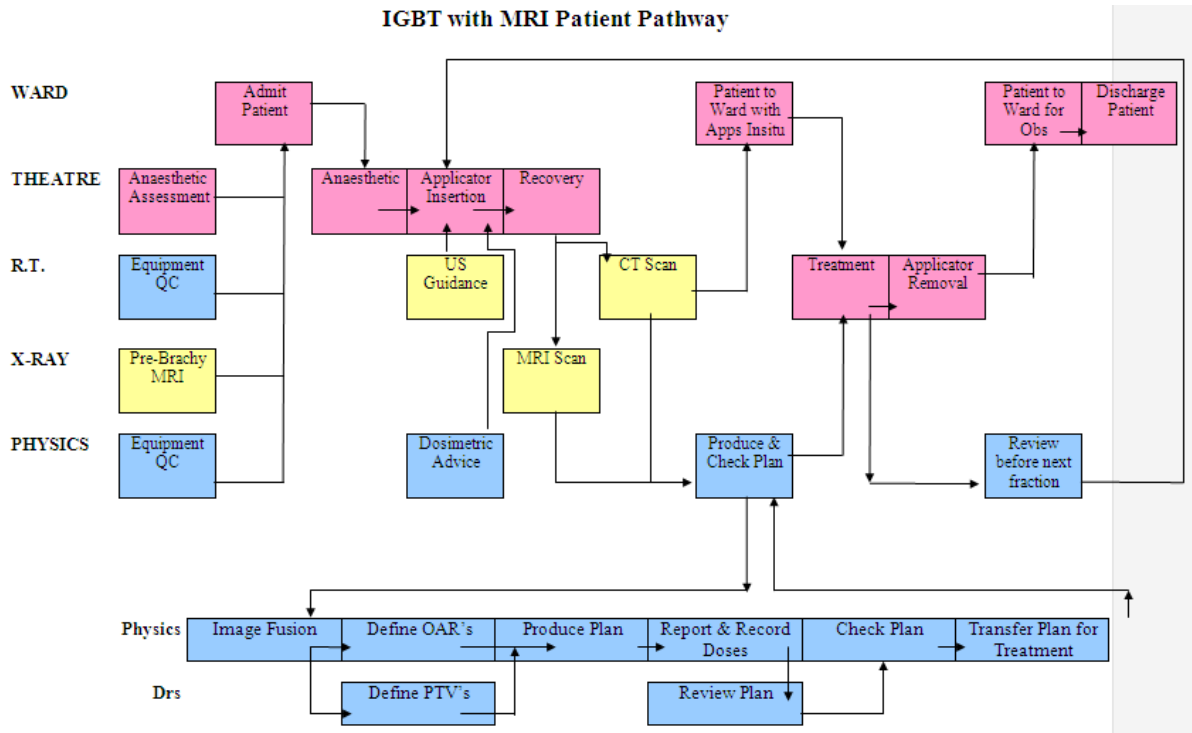 IGBT with MRI Patient Pathway
WARD
Admit
Patient
Patient to
Ward with
Apps Insitu
Patient to
Ward for
Obs
Discharge
Patient
THEATRE
Anaesthetic
Assessment
Anaesthetic
Applicator
Insertion
Recovery
R.T.
Equipment
QC
US
Guidance
CT Scan
Treatment
Applicator
Removal
X-RAY
Pre-Brachy
MRI
MRI Scan
PHYSICS
Equipment
QC
Dosimetric
Advice
Produce &
Check Plan
Review
before next
fraction
Physics
Image Fusion
Define OAR's
Produce Plan
Report & Record
Doses
Check Plan
Transfer Plan for
Treatment
Drs
Define PTV's
Review Plan